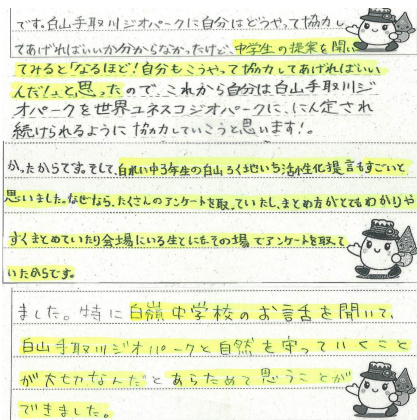 です。白山手取川ジオパークに自分はどうやって協力し
てあげればいいか分からなかったけど、中学生の提案を聞い
てみると「なるほど!自分もこうやって協力してあげればいい
んだ!」と思ったので、これから自分は白山手取川ジ
オパークを世界ユネスコジオパークに、にん定され
続けられるように協力していこうと思います!。
かったからです。そして、白れい中3年生の白山ろく地いち活性化提言もすごいと
思いました。なぜなら、たくさんのアンケートを取っていたし、まとめ方がとてもわかりや
すくまとめていたり会場にいる生とにもその場でアンケートを取って
いたからです。
ました。特に白嶺中学校のお話を聞いて、
白山手取川ジオパークと自然を守っていくこと
が大切なんだとあらためて思うことが
できました。